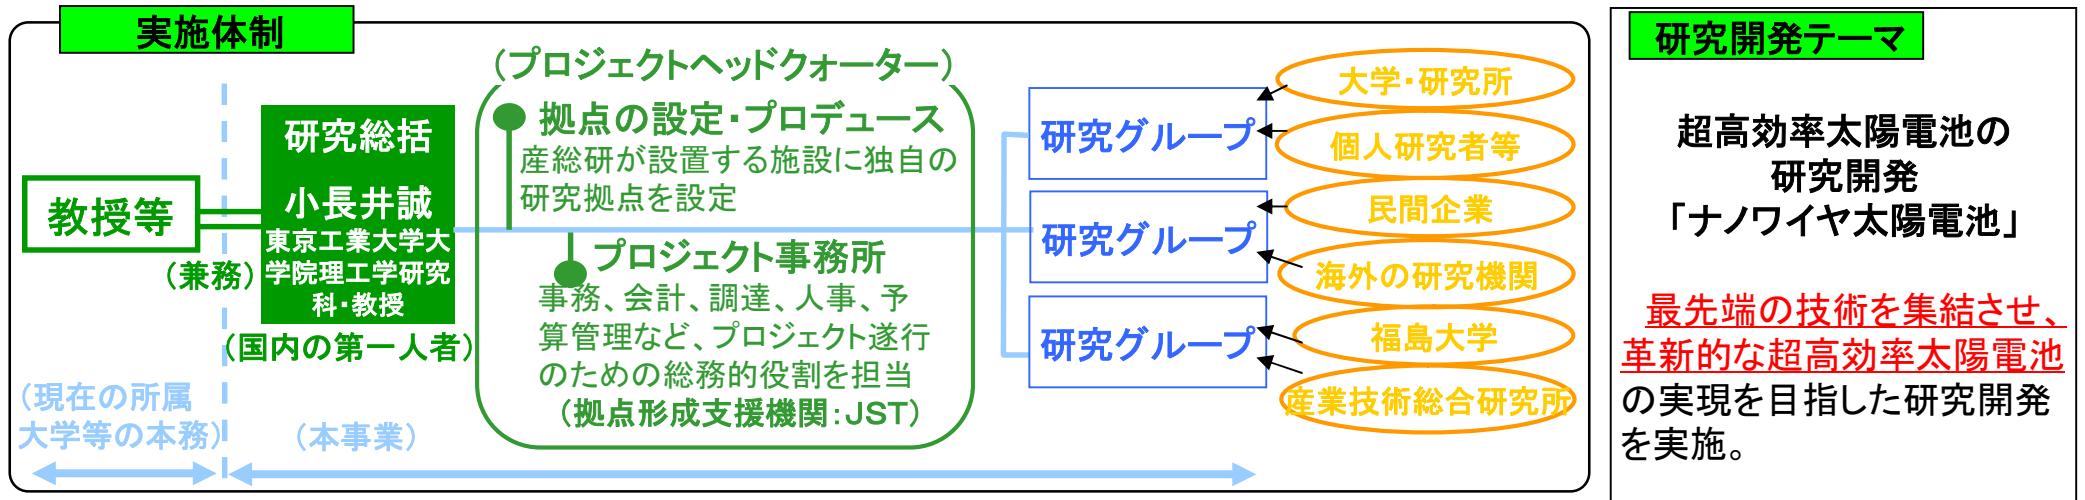 実施体制
教授等
（兼務）
研究総括
小長井誠
東京工業大学大
学院理工学研究
科・教授
（国内の第一人者）
（現在の所属
大学等の本務）
（本事業）
（プロジェクトヘッドクォーター）
拠点の設定・プロデュース
産総研が設置する施設に独自の
研究拠点を設定
プロジェクト事務所
事務、会計、調達、人事、予
算管理など、プロジェクト遂行
のための総務的役割を担当
（拠点形成支援機関：JST）
研究グループ
研究グループ
研究グループ
大学・研究所
個人研究者等
民間企業
海外の研究機関
福島大学
産業技術総合研究所
研究開発テーマ
超高効率太陽電池の
研究開発
「ナノワイヤ太陽電池」
最先端の技術を集結させ、
革新的な超高効率太陽電池
の実現を目指した研究開発
を実施。